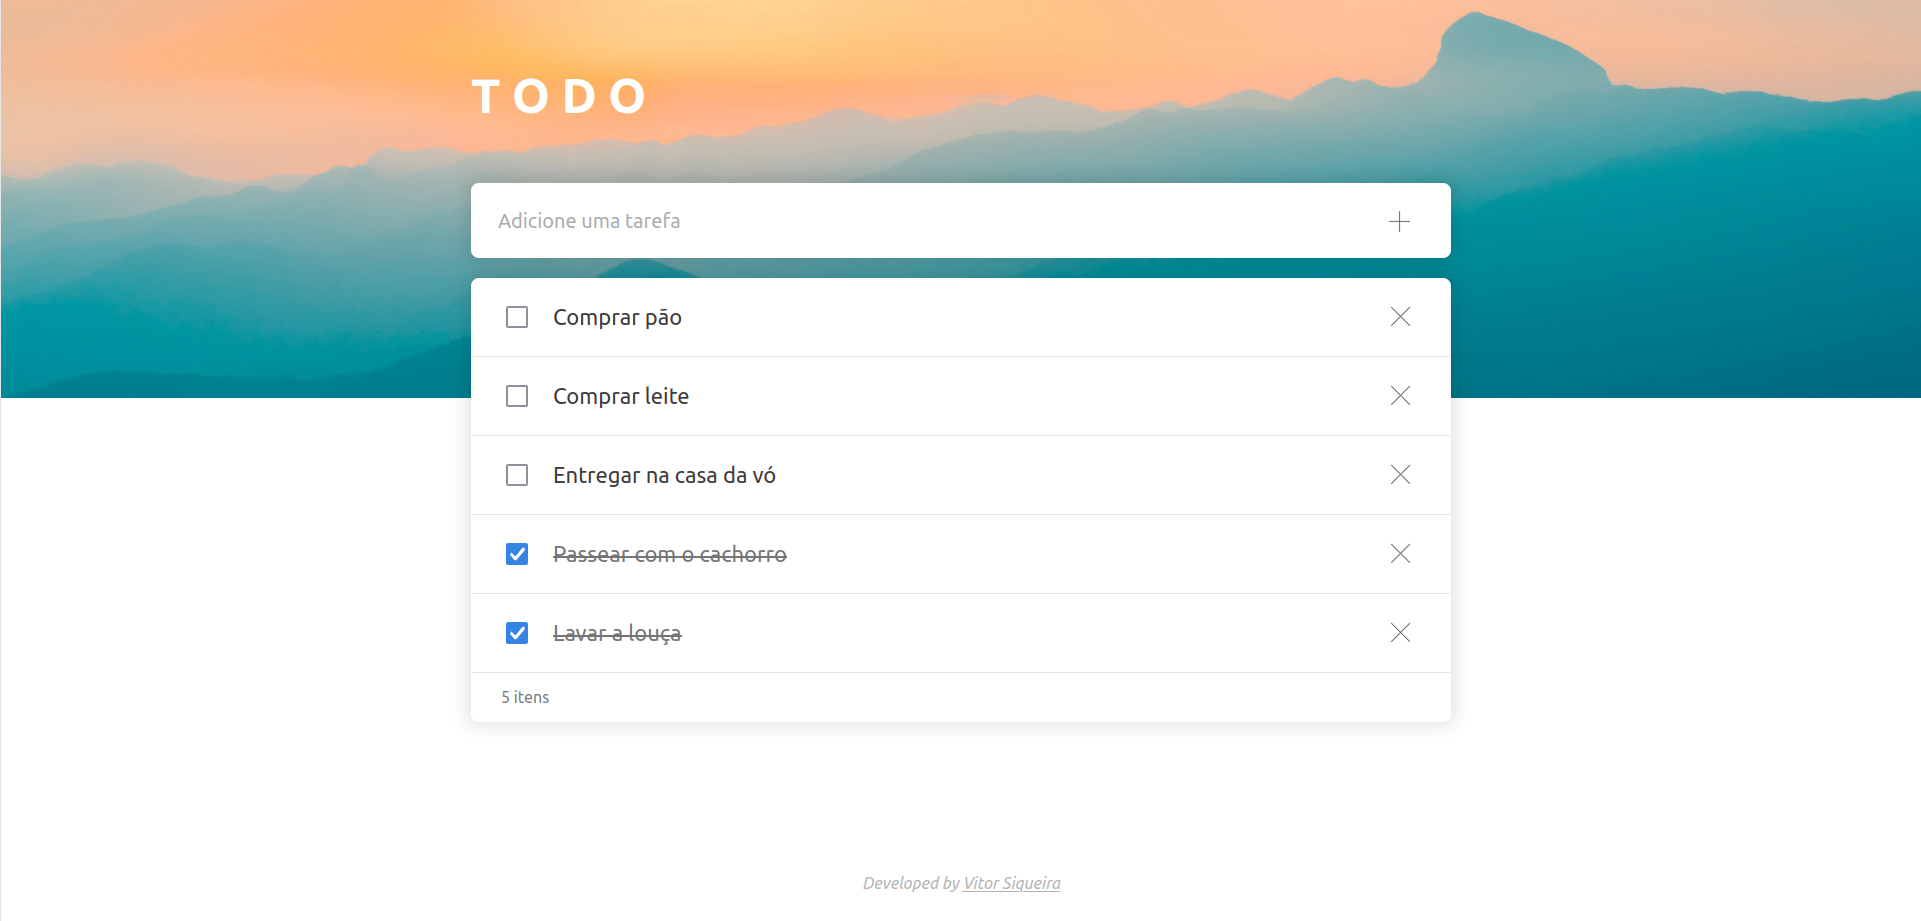 TODO
Adicione uma tarefa
Comprar pão
Comprar leite
Entregar na casa da vó
Passear com o cachorro
Lavar a louça
5 itens
Developed by Vitor Siqueira